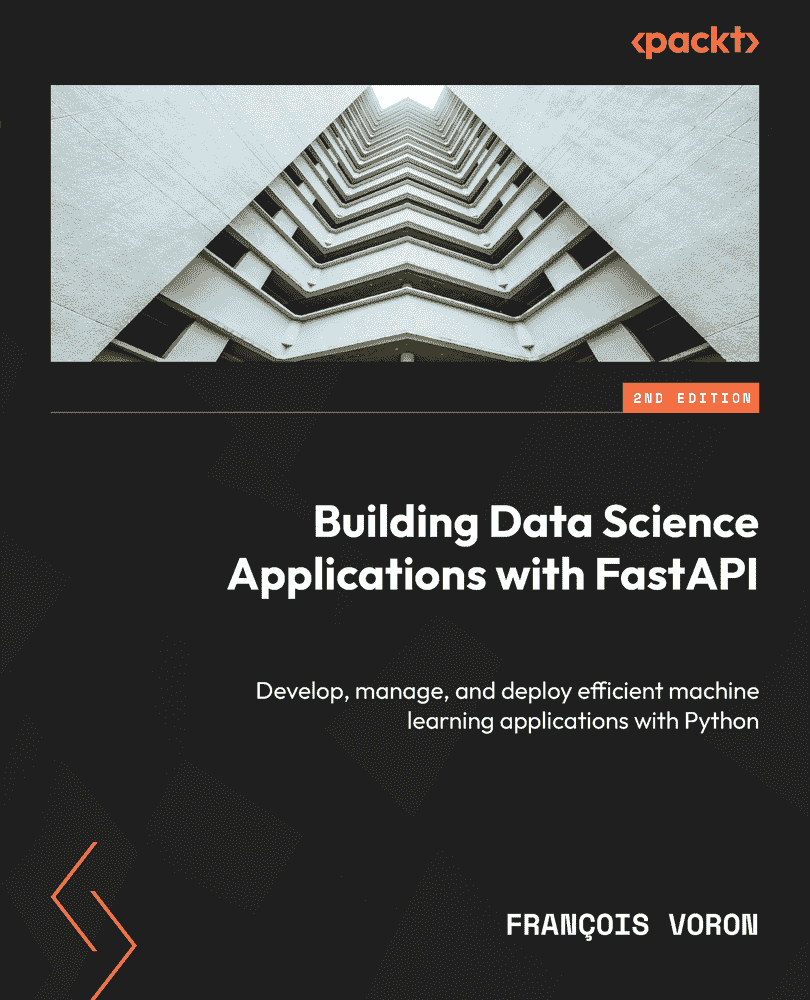 <packt>
2ND EDITION
Building Data Science
Applications with FastAPI
Develop, manage, and deploy efficient machine
learning applications with Python
FRANÇOIS VORON